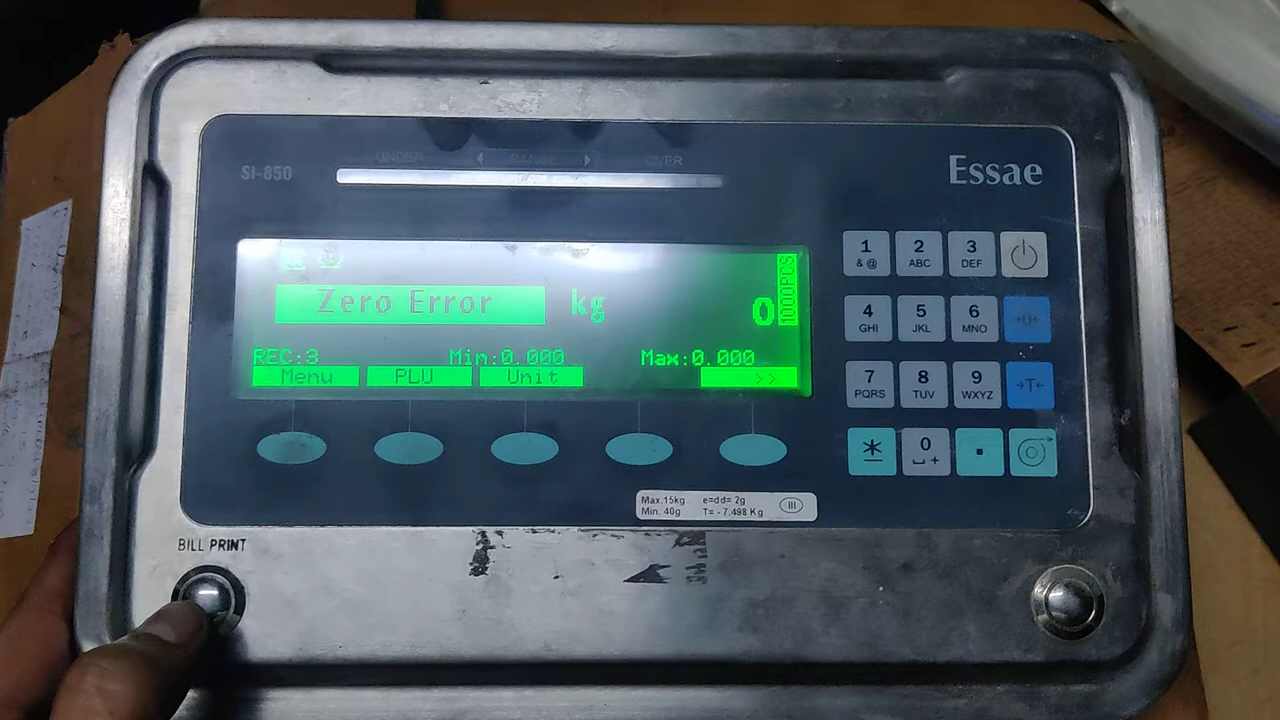 UNDER ◀ RANGE ▶ OVER
SI-850
Essae
Zero Error kg 0
1000PCS
REC:3 Min:0.000 Max:0.000
Menu PLU Unit >>
1 & @
2 ABC
3 DEF
4 GHI
5 JKL
6 MNO
→0←
7 PQRS
8 TUV
9 WXYZ
→T←
*
0 +
.
Max.15kg e=dd= 2g
Min. 40g T= - 7.498 Kg
III
BILL PRINT